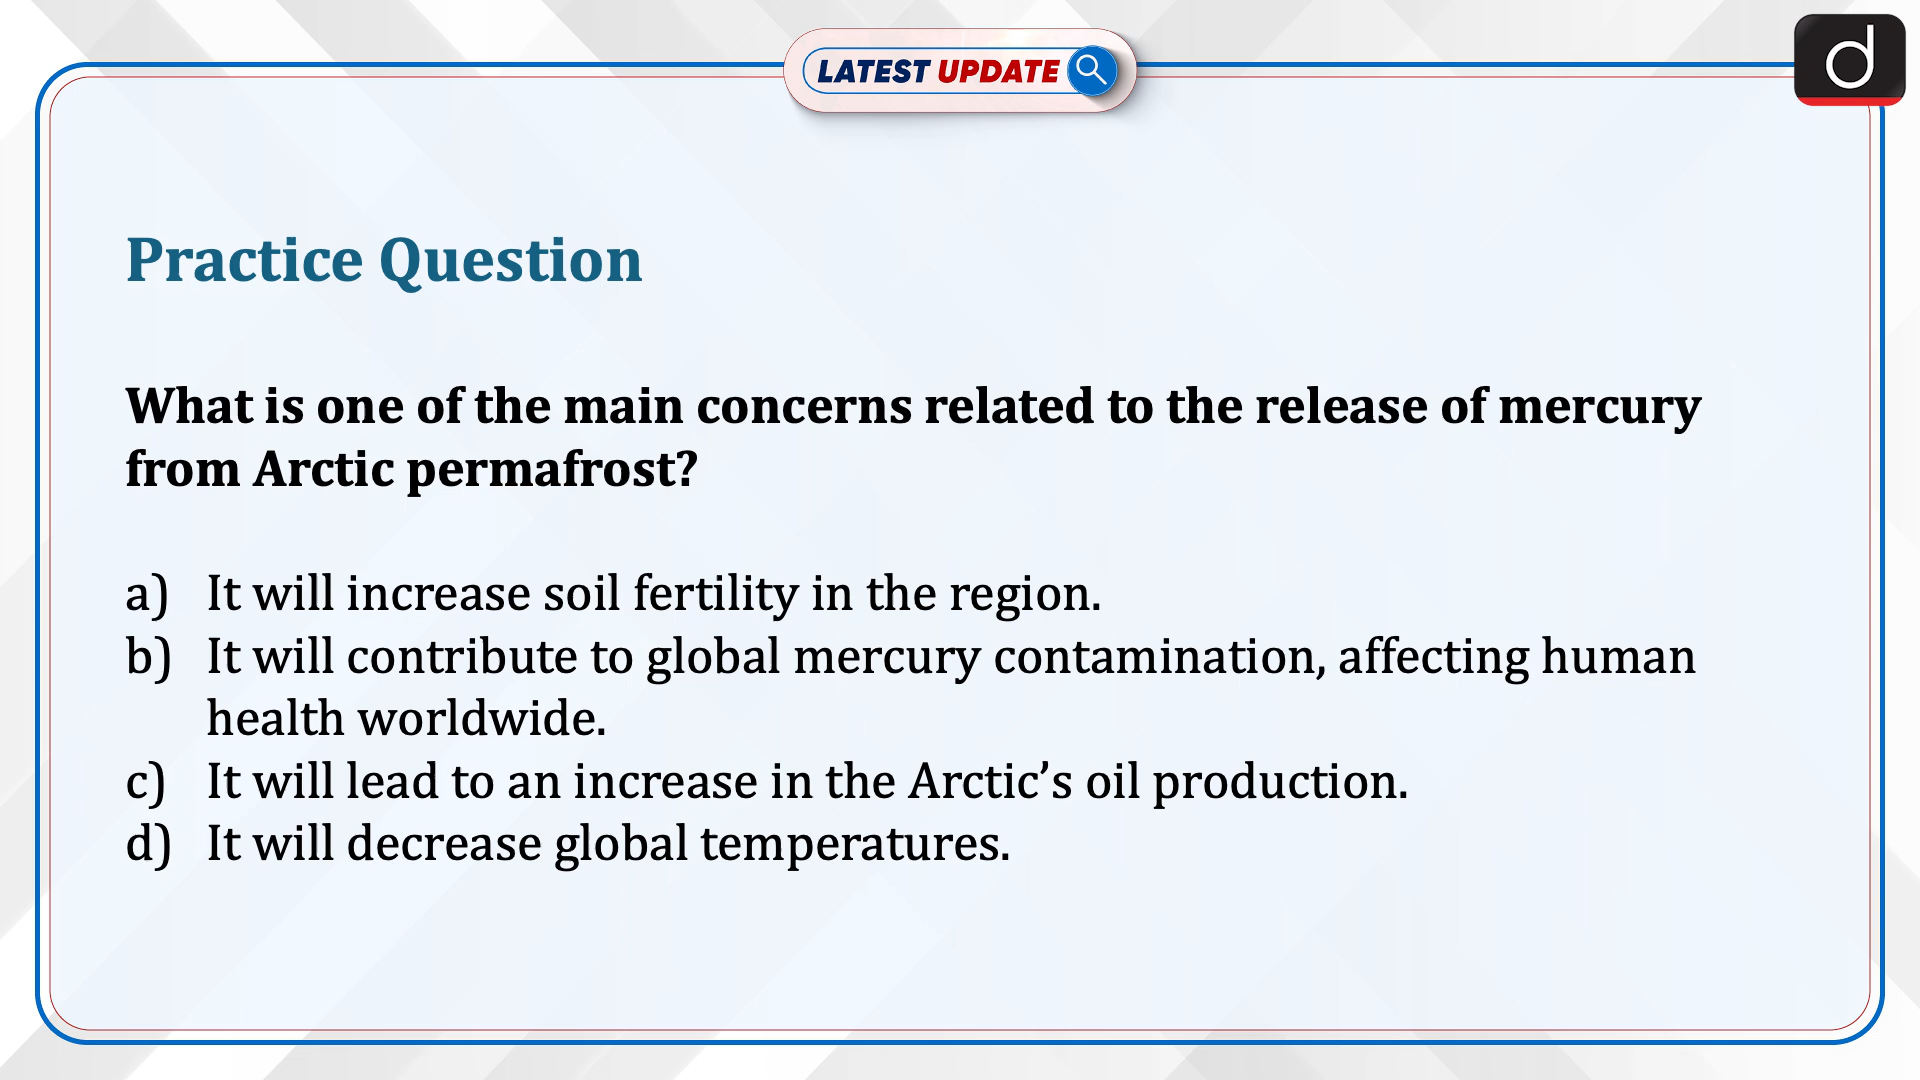 LATEST UPDATE
d
Practice Question
What is one of the main concerns related to the release of mercury
from Arctic permafrost?
a) It will increase soil fertility in the region.
b) It will contribute to global mercury contamination, affecting human
health worldwide.
c) It will lead to an increase in the Arctic’s oil production.
d) It will decrease global temperatures.